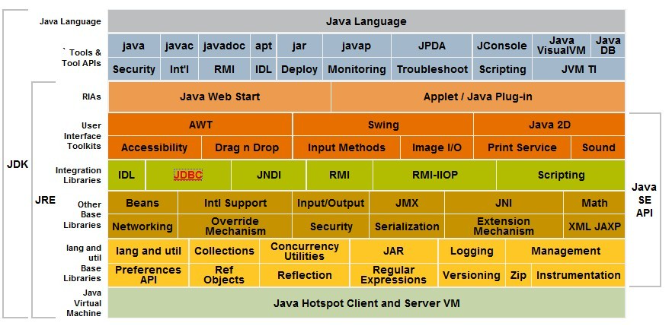 Java Language
Java Language
Tools &
Tool APIs
java javac javadoc apt jar javap JPDA JConsole Java VisualVM Java DB
Security Int'l RMI IDL Deploy Monitoring Troubleshoot Scripting JVM TI
RIAs
Java Web Start Applet / Java Plug-in
User
Interface
Toolkits
AWT Swing Java 2D
Accessibility Drag n Drop Input Methods Image I/O Print Service Sound
JDK
Integration
Libraries
IDL JDBC JNDI RMI RMI-IIOP Scripting
JRE
Other
Base
Libraries
Beans Intl Support Input/Output JMX JNI Math
Networking Override Mechanism Security Serialization Extension Mechanism XML JAXP
Java
SE
API
lang and
util
Base
Libraries
lang and util Collections Concurrency Utilities JAR Logging Management
Preferences API Ref Objects Reflection Regular Expressions Versioning Zip Instrumentation
Java
Virtual
Machine
Java Hotspot Client and Server VM